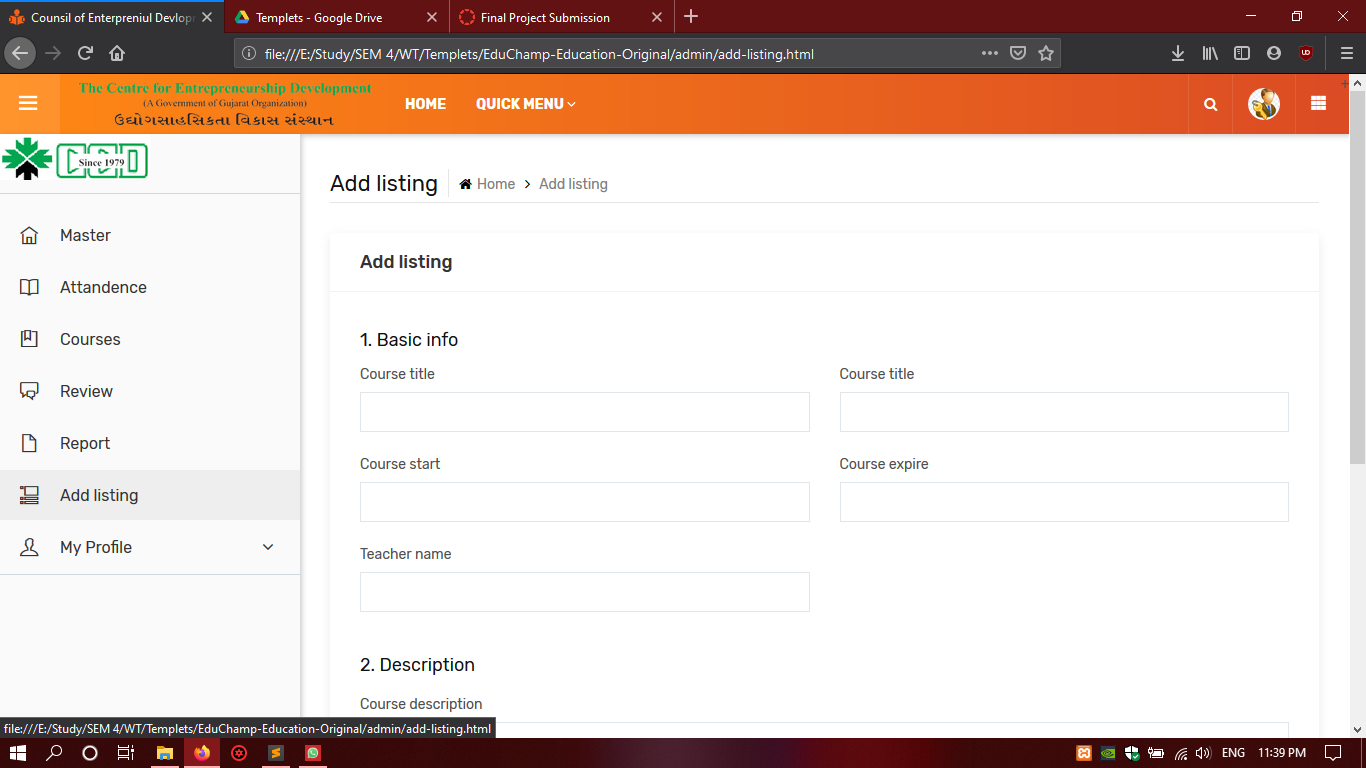 Counsil of Enterpreniul Devlopm
Templets - Google Drive
Final Project Submission
file:///E:/Study/SEM 4/WT/Templets/EduChamp-Education-Original/admin/add-listing.html
The Centre for Entrepreneurship Development
(A Government of Gujarat Organization)
ઉદ્યોગસાહસિકતા વિકાસ સંસ્થાન
HOME
QUICK MENU
CED
Since 1979
Add listing
Home
Add listing
Master
Attandence
Courses
Review
Report
Add listing
My Profile
Add listing
1. Basic info
Course title
Course title
Course start
Course expire
Teacher name
2. Description
Course description
file:///E:/Study/SEM 4/WT/Templets/EduChamp-Education-Original/admin/add-listing.html
ENG
11:39 PM